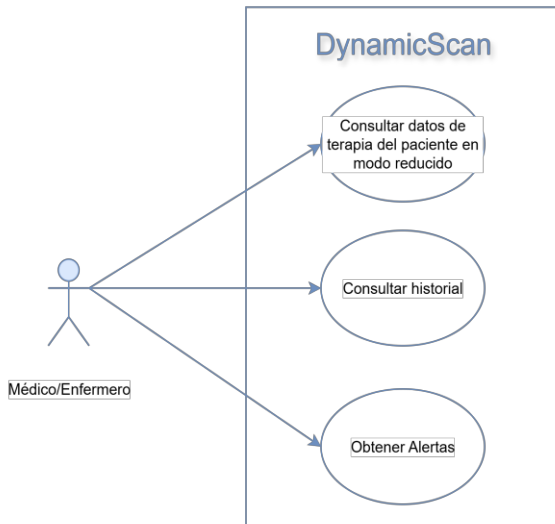 DynamicScan
Consultar datos de
terapia del paciente en
modo reducido
Consultar historial
Médico/Enfermero
Obtener Alertas